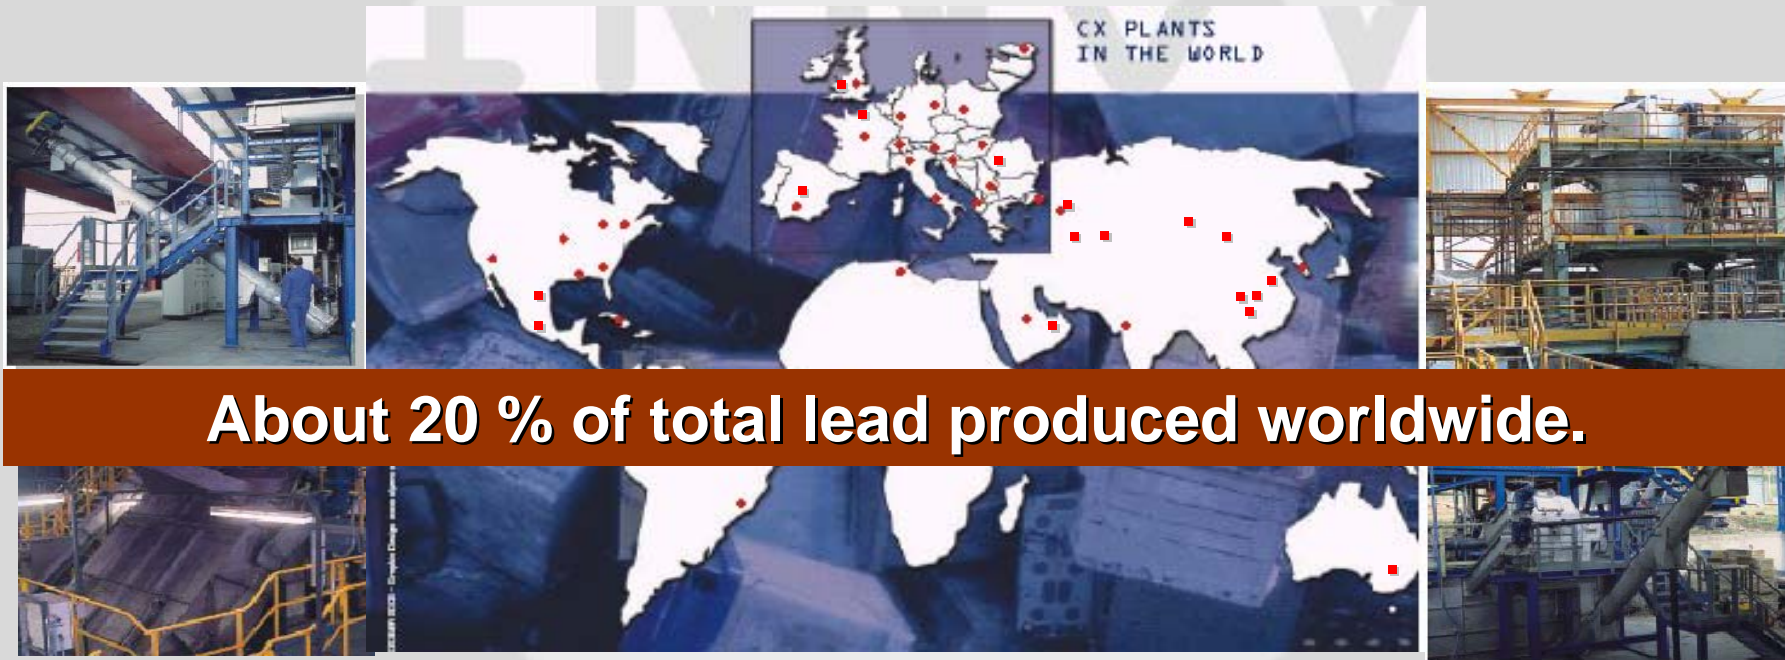 CX PLANTS
IN THE WORLD
About 20 % of total lead produced worldwide.